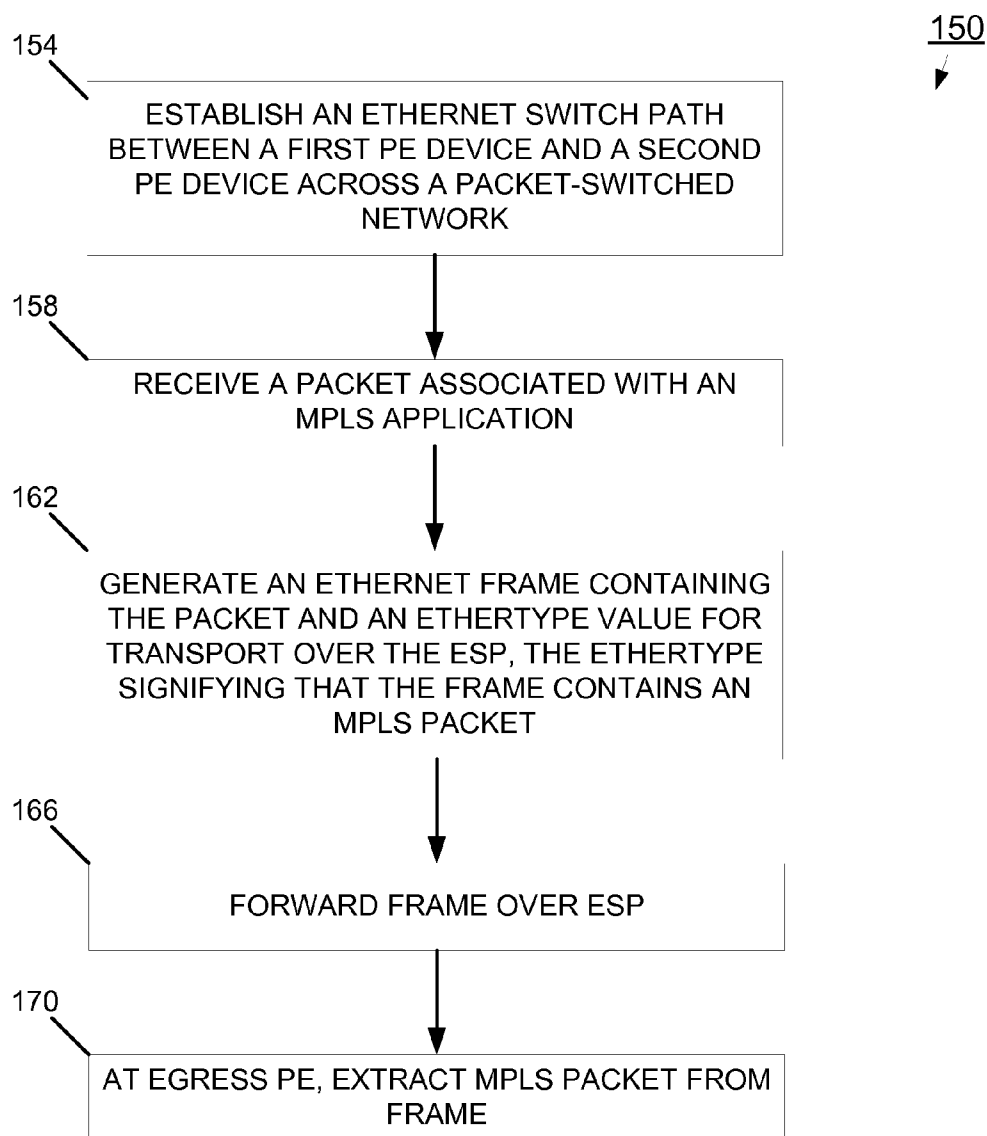 150
154
ESTABLISH AN ETHERNET SWITCH PATH
BETWEEN A FIRST PE DEVICE AND A SECOND
PE DEVICE ACROSS A PACKET-SWITCHED
NETWORK
158
RECEIVE A PACKET ASSOCIATED WITH AN
MPLS APPLICATION
162
GENERATE AN ETHERNET FRAME CONTAINING
THE PACKET AND AN ETHERTYPE VALUE FOR
TRANSPORT OVER THE ESP, THE ETHERTYPE
SIGNIFYING THAT THE FRAME CONTAINS AN
MPLS PACKET
166
FORWARD FRAME OVER ESP
170
AT EGRESS PE, EXTRACT MPLS PACKET FROM
FRAME